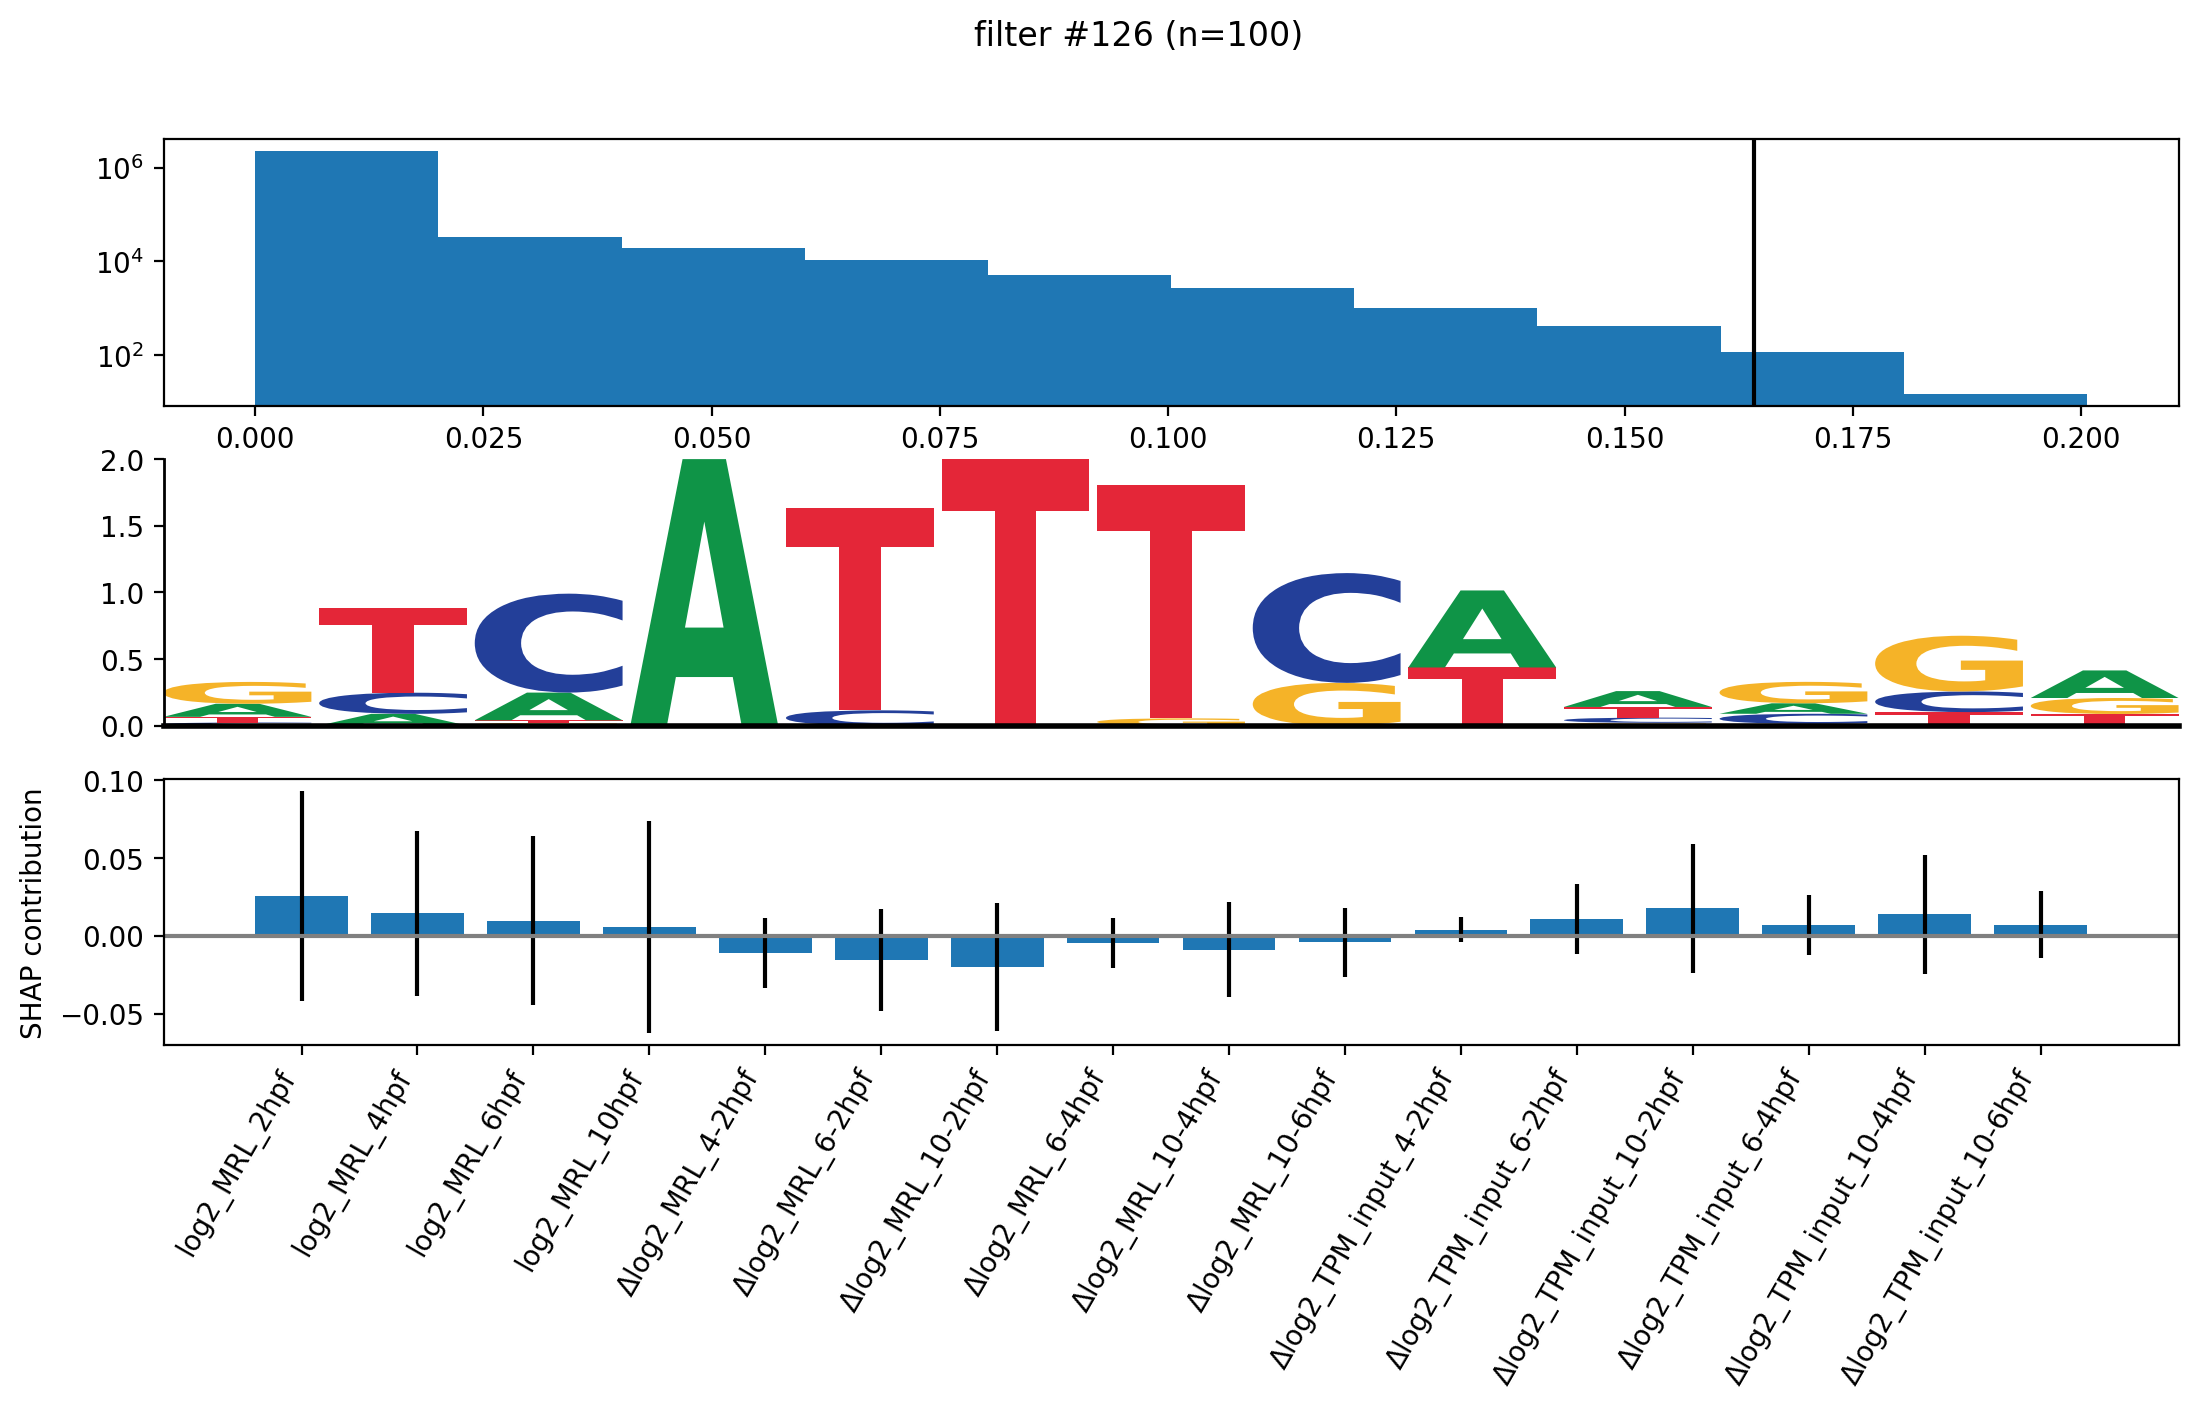 filter #126 (n=100)
10^6
10^4
10^2
0.000 0.025 0.050 0.075 0.100 0.125 0.150 0.175 0.200
2.0
1.5
1.0
0.5
0.0
G T C A T T T C A A G G A
A C A C G G T T A C G
T A T C C T T
SHAP contribution
0.10
0.05
0.00
−0.05
log2_MRL_2hpf
log2_MRL_4hpf
log2_MRL_6hpf
log2_MRL_10hpf
Δlog2_MRL_4-2hpf
Δlog2_MRL_6-2hpf
Δlog2_MRL_10-2hpf
Δlog2_MRL_6-4hpf
Δlog2_MRL_10-4hpf
Δlog2_MRL_10-6hpf
Δlog2_TPM_input_4-2hpf
Δlog2_TPM_input_6-2hpf
Δlog2_TPM_input_10-2hpf
Δlog2_TPM_input_6-4hpf
Δlog2_TPM_input_10-4hpf
Δlog2_TPM_input_10-6hpf